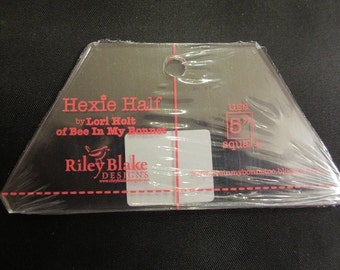 Hexie Half
by Lori Holt
of Bee In My Bonnet
Riley Blake
DESIGNS
use
5"
square